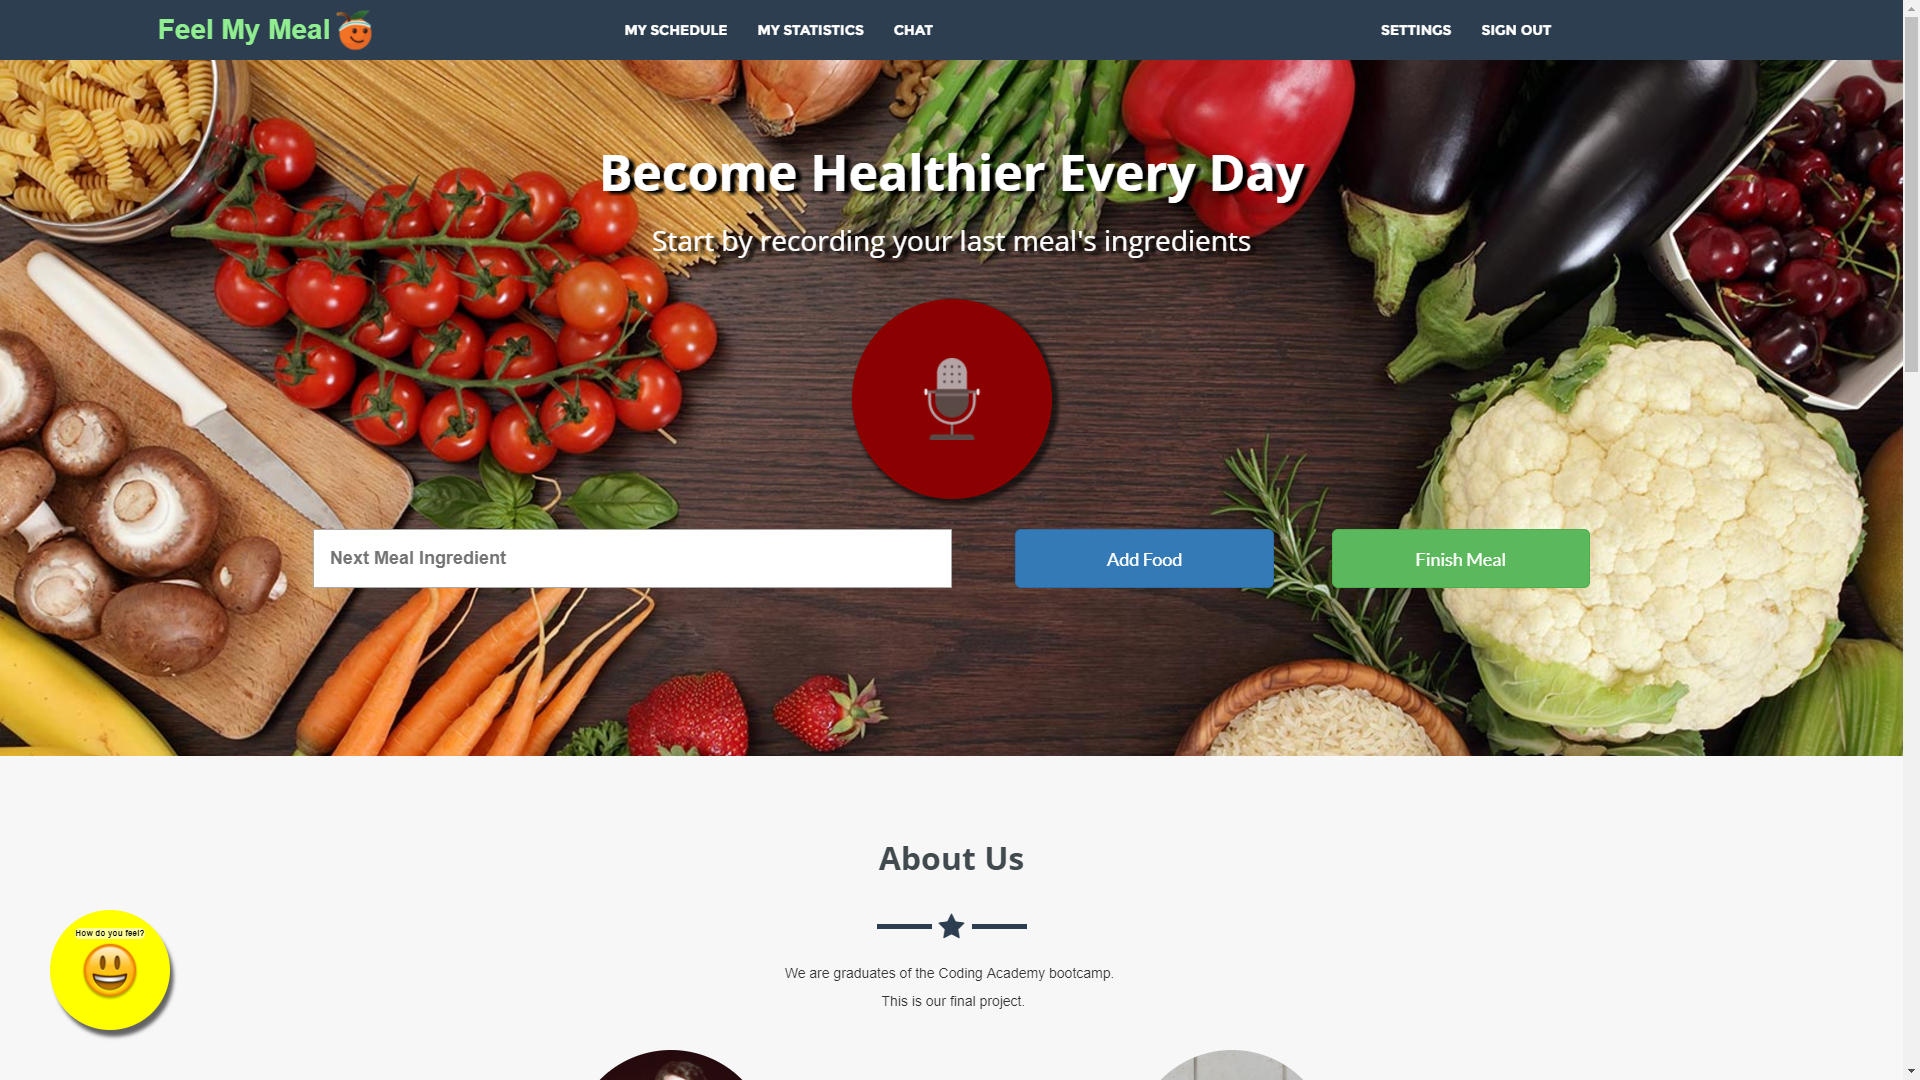 Feel My Meal
MY SCHEDULE
MY STATISTICS
CHAT
SETTINGS
SIGN OUT
Become Healthier Every Day
Start by recording your last meal's ingredients
Next Meal Ingredient
Add Food
Finish Meal
About Us
How do you feel?
We are graduates of the Coding Academy bootcamp.
This is our final project.